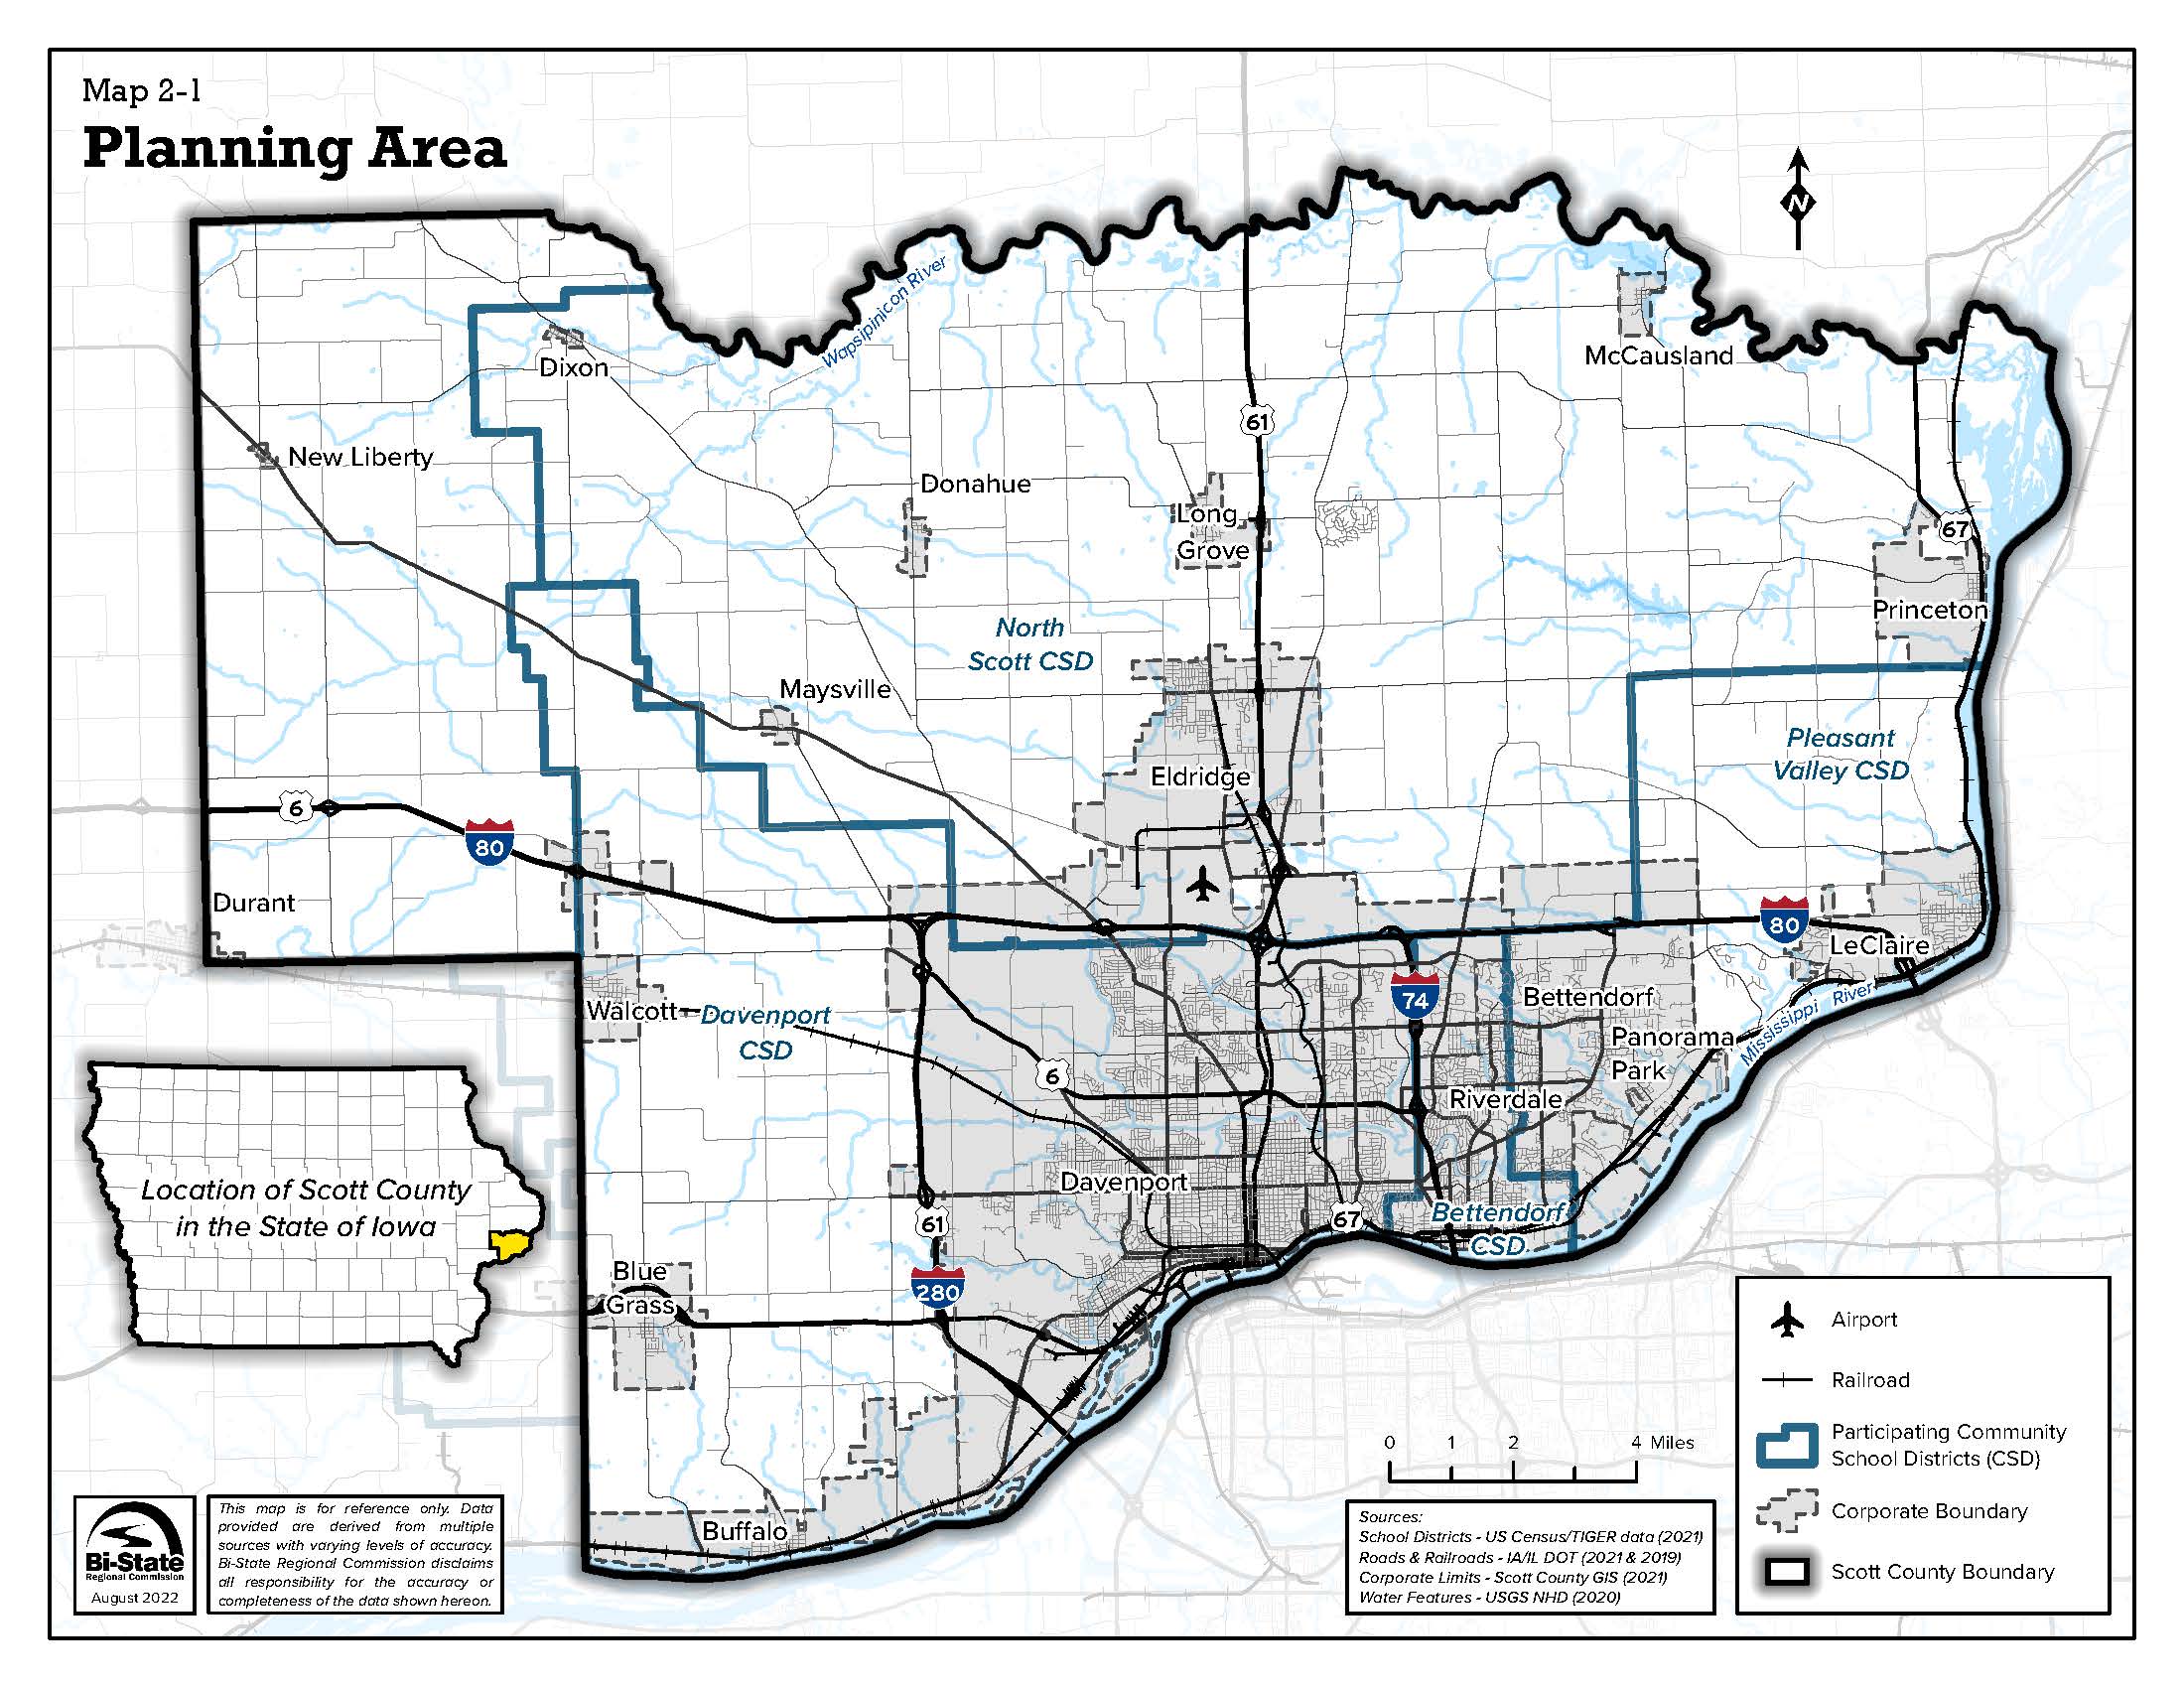 Map 2-1
Planning Area
N
Wapsipinicon River
61
McCausland
Dixon
New Liberty
Donahue
Long
Grove
67
Princeton
North
Scott CSD
Maysville
Pleasant
Valley CSD
Eldridge
6
80
Durant
80
LeClaire
74
Bettendorf
Walcott
Davenport
CSD
Panorama
Park
Mississippi River
6
Riverdale
Davenport
61
67
Bettendorf
CSD
Location of Scott County
in the State of Iowa
Blue
Grass
280
Buffalo
Airport
Railroad
Participating Community
School Districts (CSD)
Corporate Boundary
Scott County Boundary
0 1 2 4 Miles
Bi-State
Regional Commission
August 2022
This map is for reference only. Data
provided are derived from multiple
sources with varying levels of accuracy.
Bi-State Regional Commission disclaims
all responsibility for the accuracy or
completeness of the data shown hereon.
Sources:
School Districts - US Census/TIGER data (2021)
Roads & Railroads - IA/IL DOT (2021 & 2019)
Corporate Limits - Scott County GIS (2021)
Water Features - USGS NHD (2020)